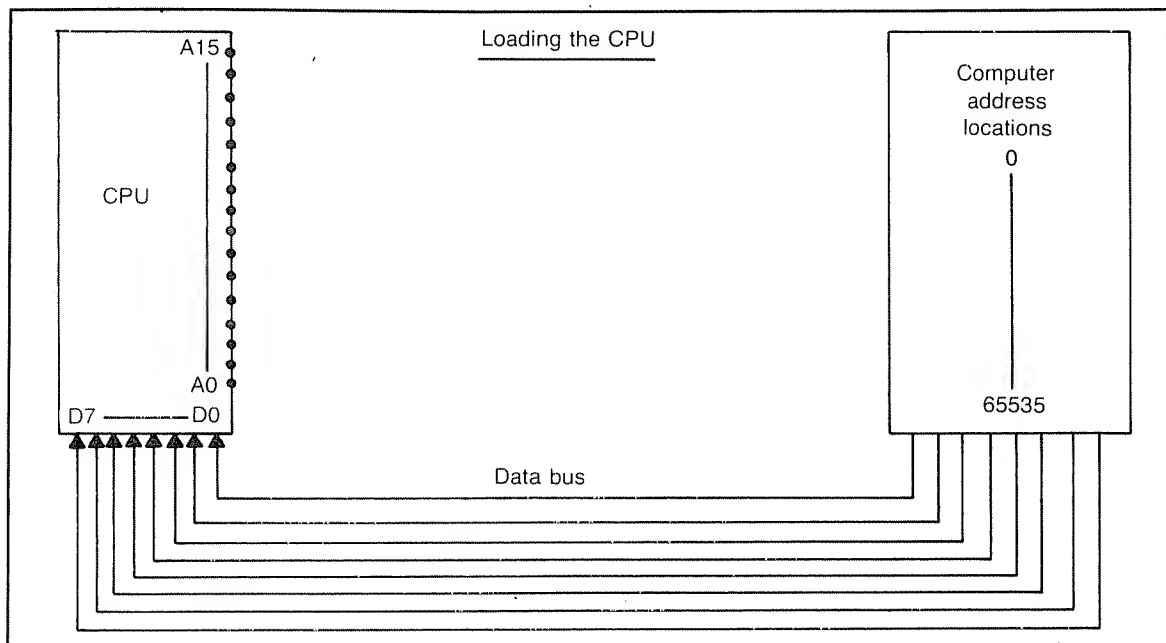 Loading the CPU
A15
CPU
A0
D7
D0
Computer
address
locations
0
65535
Data bus